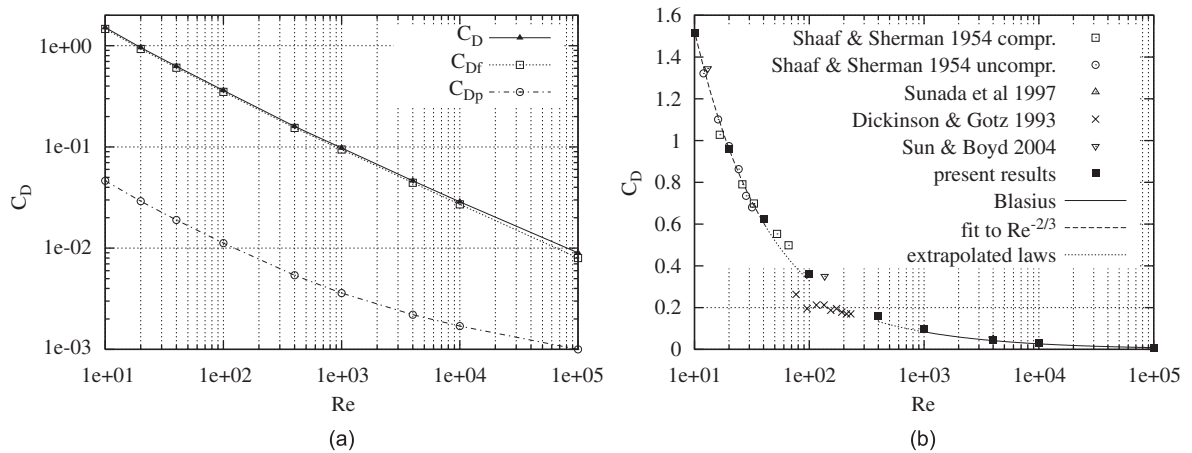 1e+00
1e-01
1e-02
1e-03
C_D
1e+01 1e+02 1e+03 1e+04 1e+05
Re
C_D
C_Df
C_Dp
(a)
1.6
1.4
1.2
1
0.8
0.6
0.4
0.2
0
C_D
1e+01 1e+02 1e+03 1e+04 1e+05
Re
Shaaf & Sherman 1954 compr.
Shaaf & Sherman 1954 uncompr.
Sunada et al 1997
Dickinson & Gotz 1993
Sun & Boyd 2004
present results
Blasius
fit to Re^-2/3
extrapolated laws
(b)